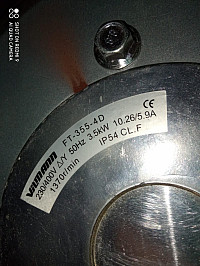 SHOT ON REDMI 9
AI QUAD CAMERA
VANMANN FT-355-4D
230/400V Δ/Y 50Hz 3.5kW 10.26/5.9A
1370r/min IP54 CL.F
CE